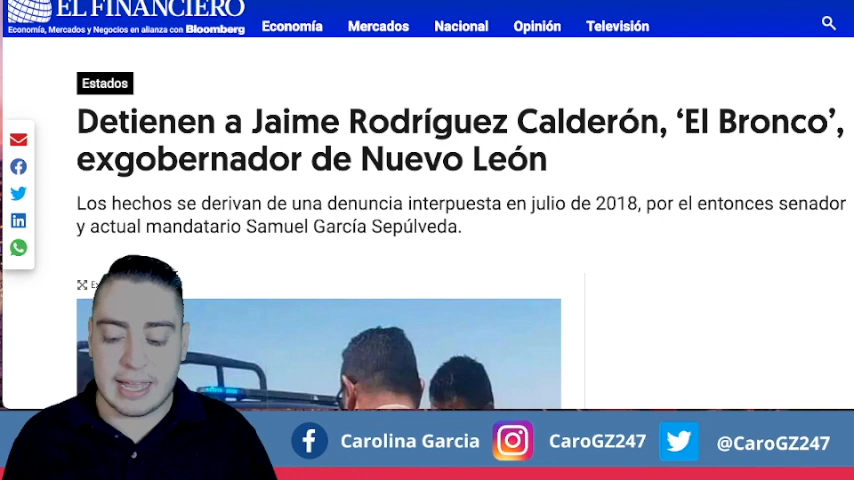 EL FINANCIERO
Economía, Mercados y Negocios en alianza con Bloomberg
Economía Mercados Nacional Opinión Televisión
Estados
Detienen a Jaime Rodríguez Calderón, ‘El Bronco’,
exgobernador de Nuevo León
Los hechos se derivan de una denuncia interpuesta en julio de 2018, por el entonces senador
y actual mandatario Samuel García Sepúlveda.
Carolina Garcia CaroGZ247 @CaroGZ247